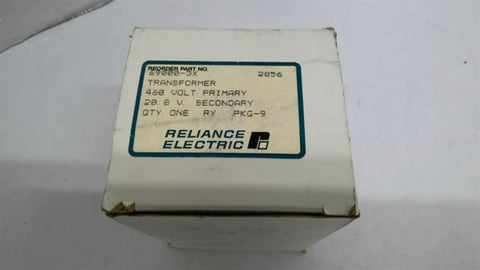 REORDER PART NO.
69000-3X 2856
TRANSFORMER
460 VOLT PRIMARY
20.8 V. SECONDARY
QTY. ONE RY PKG-9
RELIANCE
ELECTRIC